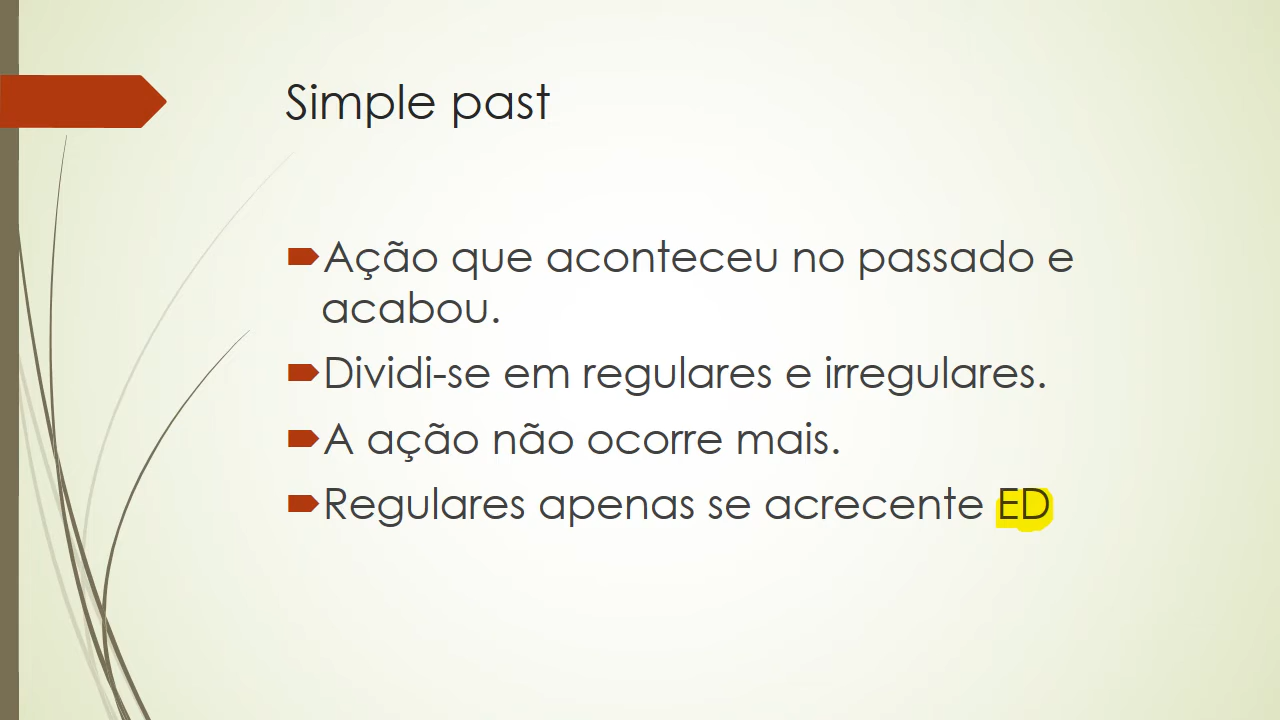 Simple past
Ação que aconteceu no passado e
acabou.
Dividi-se em regulares e irregulares.
A ação não ocorre mais.
Regulares apenas se acrecente ED